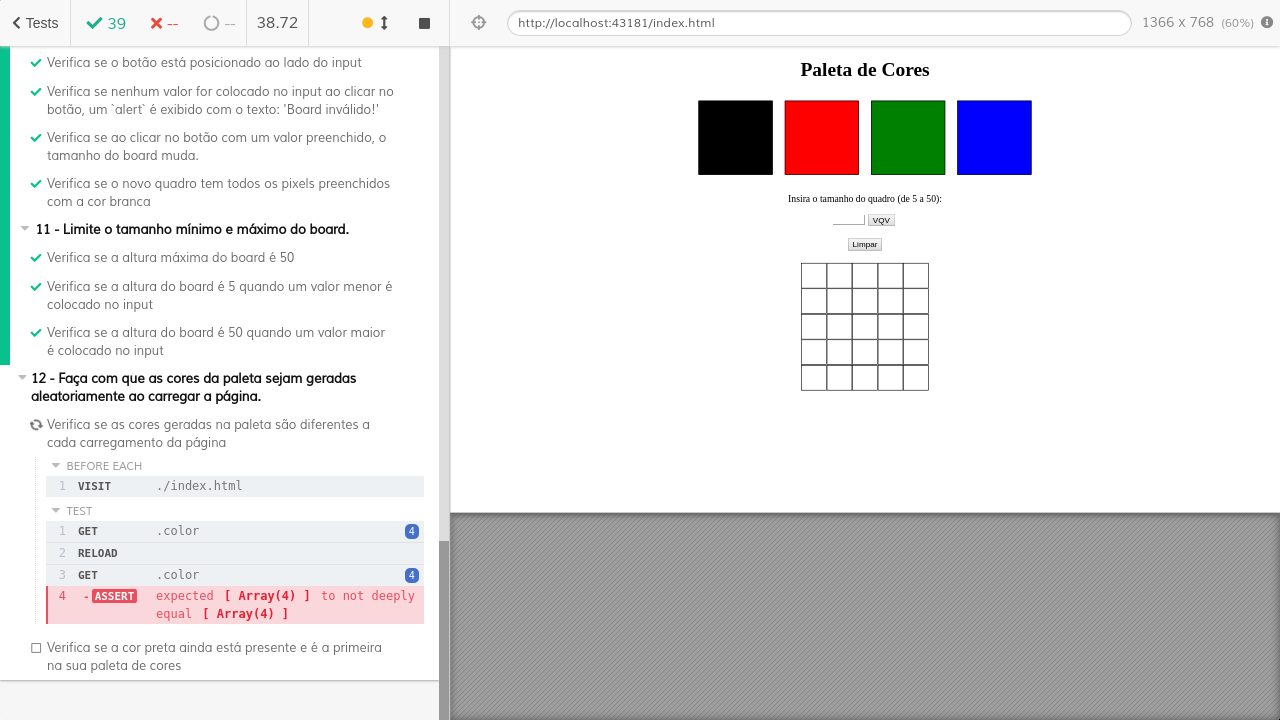 Tests
39
--
--
38.72
http://localhost:43181/index.html
1366 x 768 (60%)
Verifica se o botão está posicionado ao lado do input
Verifica se nenhum valor for colocado no input ao clicar no
botão, um `alert` é exibido com o texto: 'Board inválido!'
Verifica se ao clicar no botão com um valor preenchido, o
tamanho do board muda.
Verifica se o novo quadro tem todos os pixels preenchidos
com a cor branca
11 - Limite o tamanho mínimo e máximo do board.
Verifica se a altura máxima do board é 50
Verifica se a altura do board é 5 quando um valor menor é
colocado no input
Verifica se a altura do board é 50 quando um valor maior
é colocado no input
12 - Faça com que as cores da paleta sejam geradas
aleatoriamente ao carregar a página.
Verifica se as cores geradas na paleta são diferentes a
cada carregamento da página
BEFORE EACH
1 VISIT ./index.html
TEST
1 GET .color 4
2 RELOAD
3 GET .color 4
4 -ASSERT expected [ Array(4) ] to not deeply
equal [ Array(4) ]
Verifica se a cor preta ainda está presente e é a primeira
na sua paleta de cores
Paleta de Cores
Insira o tamanho do quadro (de 5 a 50):
VQV
Limpar